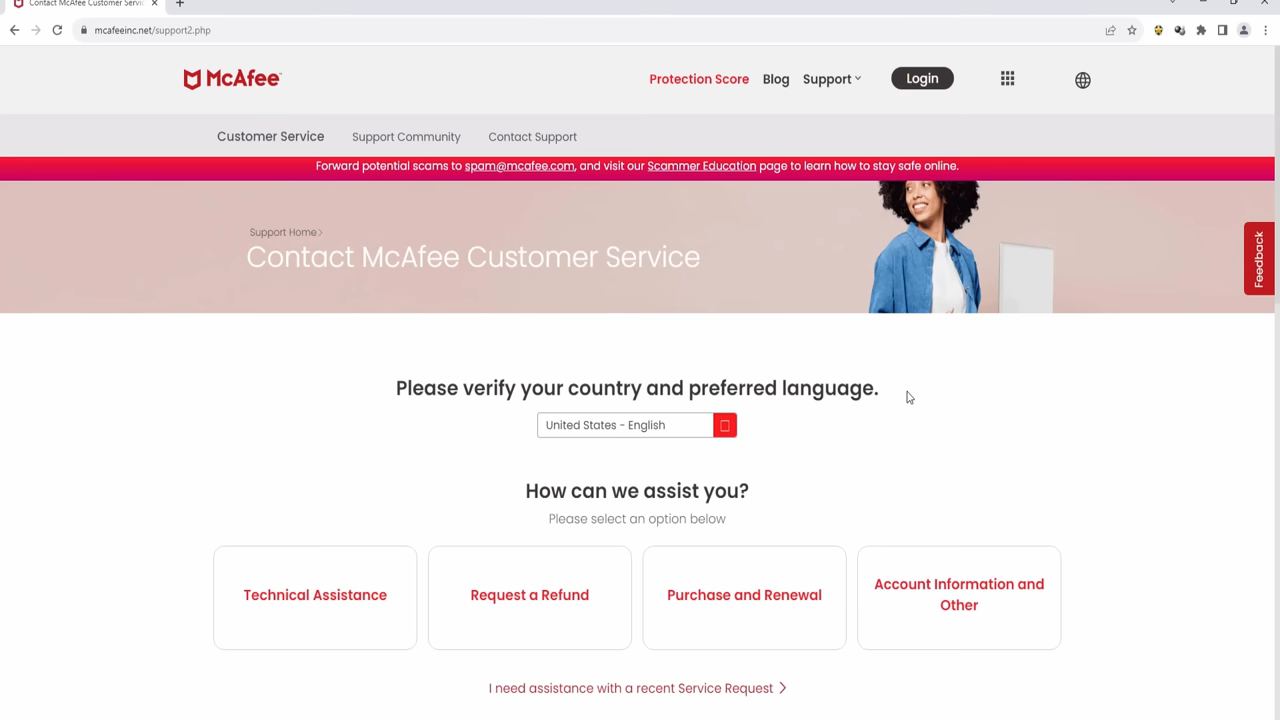 Contact McAfee Customer Servic
mcafeeinc.net/support2.php
McAfee™
Protection Score
Blog
Support
Login
Customer Service
Support Community
Contact Support
Forward potential scams to spam@mcafee.com, and visit our Scammer Education page to learn how to stay safe online.
Support Home
Contact McAfee Customer Service
Feedback
Please verify your country and preferred language.
United States - English
How can we assist you?
Please select an option below
Technical Assistance
Request a Refund
Purchase and Renewal
Account Information and
Other
I need assistance with a recent Service Request